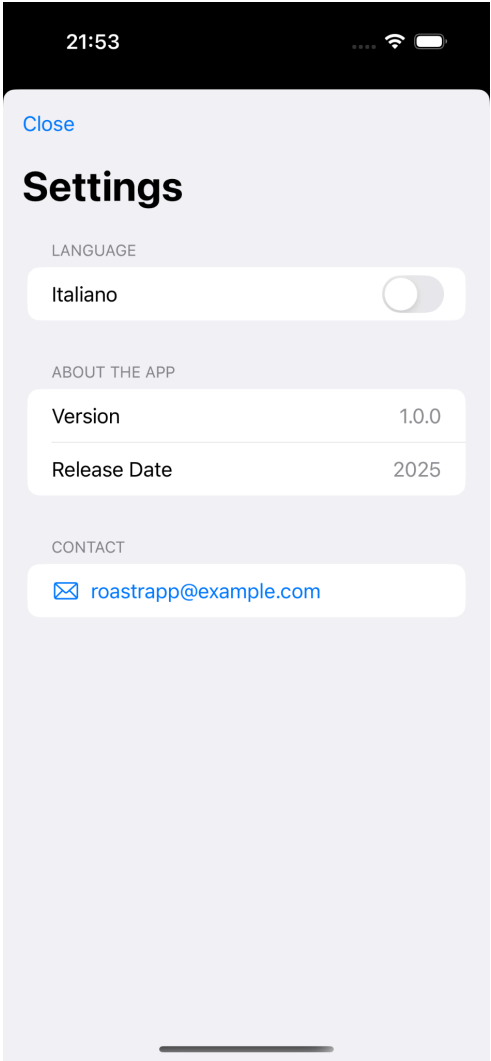 21:53
Close
Settings
LANGUAGE
Italiano
ABOUT THE APP
Version 1.0.0
Release Date 2025
CONTACT
roastrapp@example.com